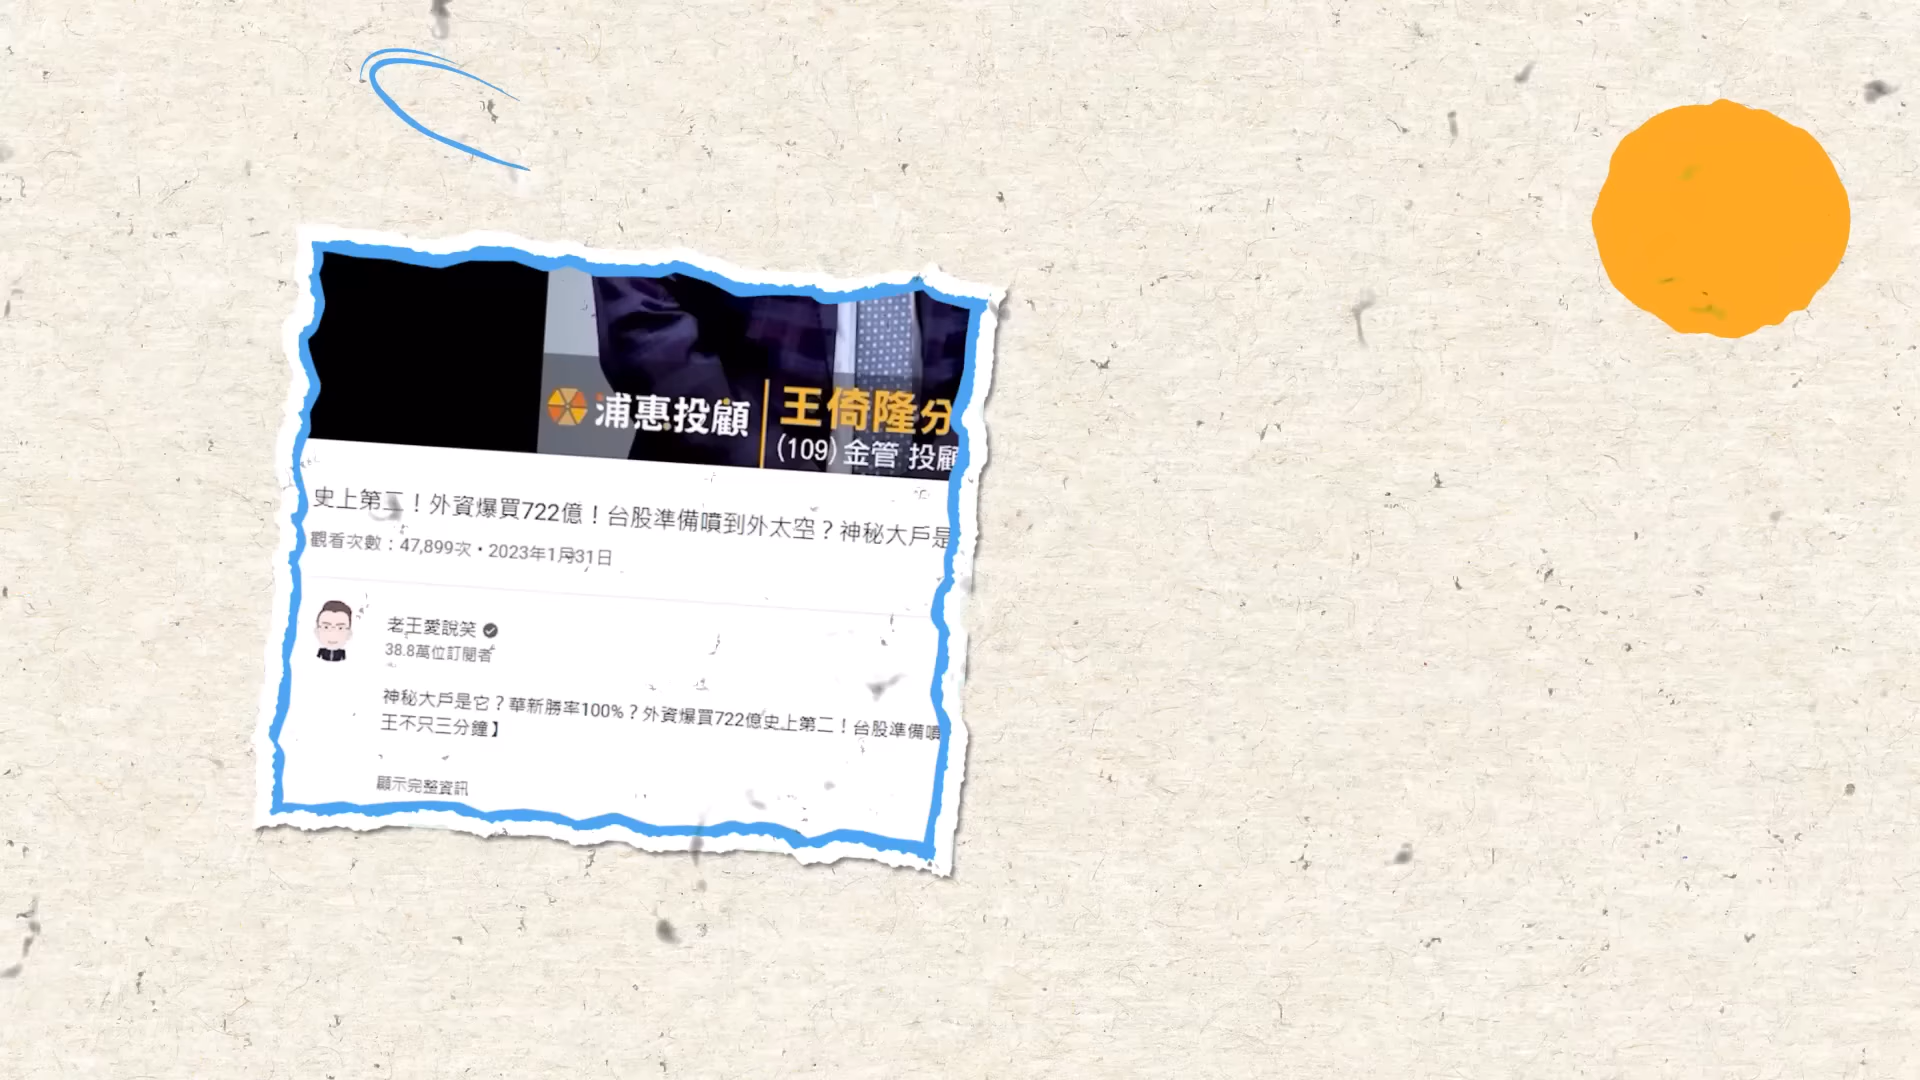 浦惠投顧
王倚隆分
(109)金管 投顧
史上第二！外資爆買722億！台股準備噴到外太空？神秘大戶是
觀看次數：47,899次 • 2023年1月31日
老王愛說笑
38.8萬位訂閱者
神秘大戶是它？華新勝率100%？外資爆買722億史上第二！台股準備噴
王不只三分鐘】
顯示完整資訊